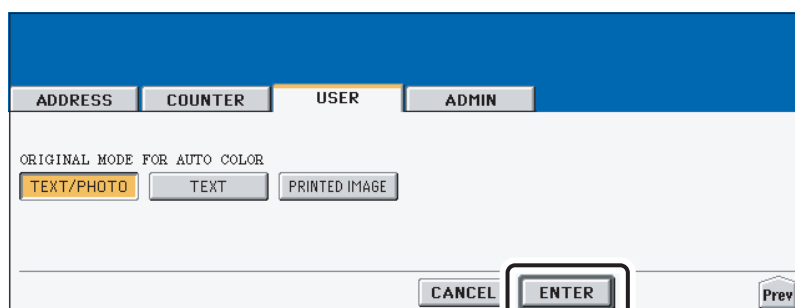 ADDRESS COUNTER USER ADMIN
ORIGINAL MODE FOR AUTO COLOR
TEXT/PHOTO TEXT PRINTED IMAGE
CANCEL ENTER Prev